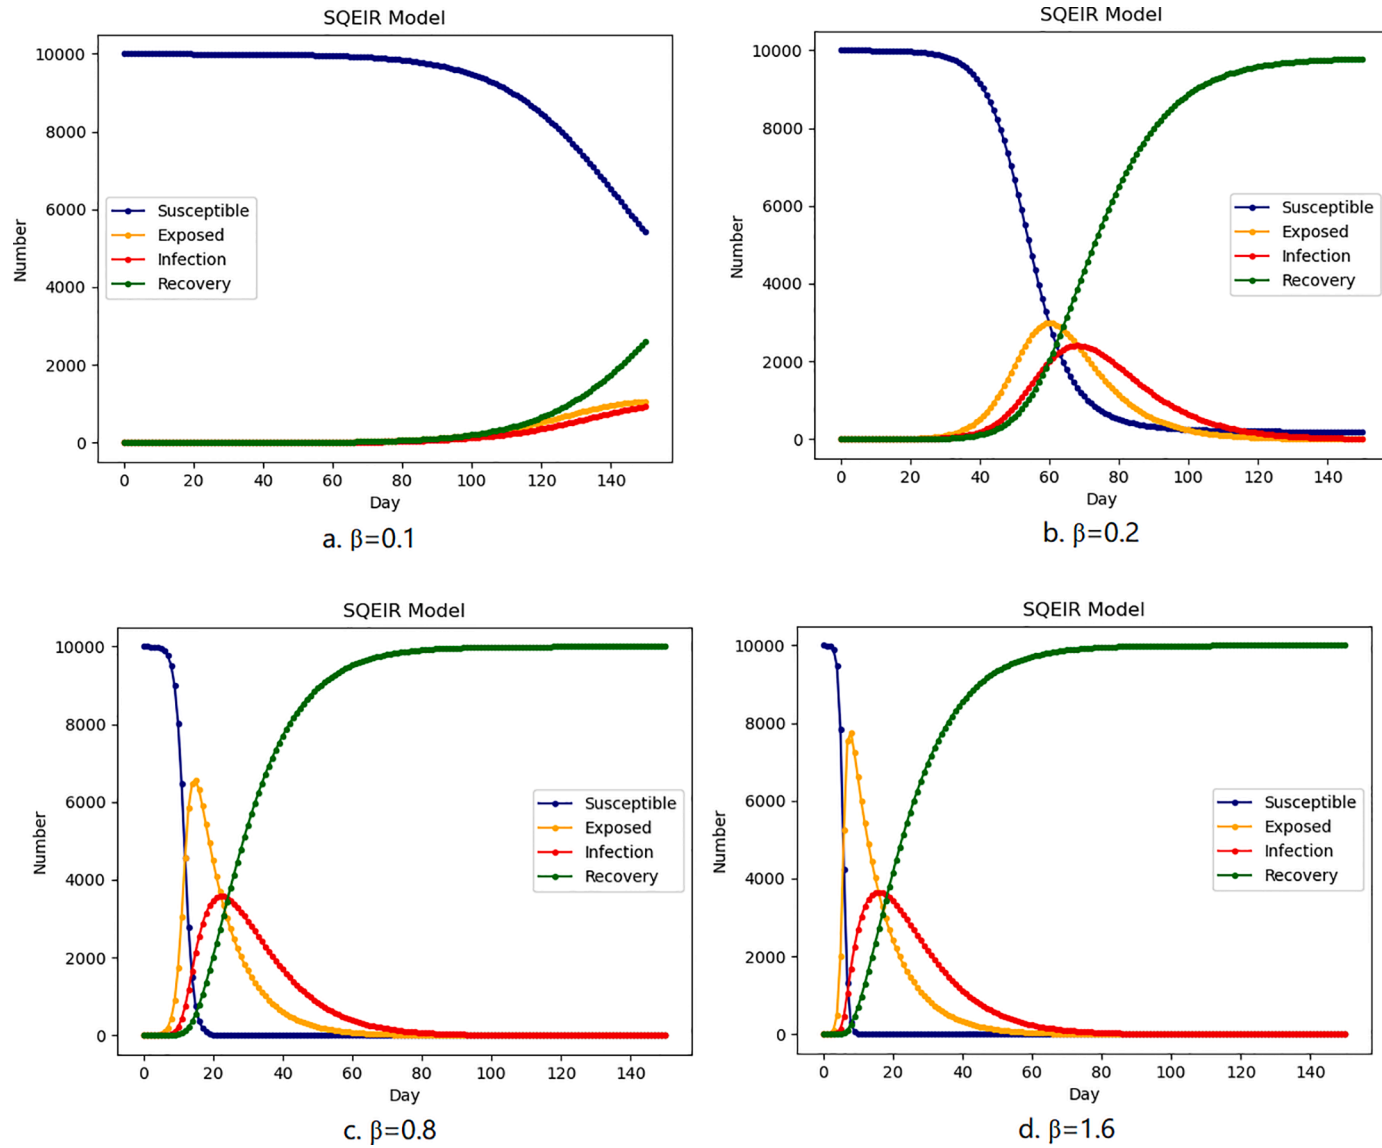 SQEIR Model
10000
8000
6000
4000
2000
0
Number
Susceptible
Exposed
Infection
Recovery
0 20 40 60 80 100 120 140
Day
a. β=0.1
SQEIR Model
10000
8000
6000
4000
2000
0
Number
Susceptible
Exposed
Infection
Recovery
0 20 40 60 80 100 120 140
Day
b. β=0.2
SQEIR Model
10000
8000
6000
4000
2000
0
Number
Susceptible
Exposed
Infection
Recovery
0 20 40 60 80 100 120 140
Day
c. β=0.8
SQEIR Model
10000
8000
6000
4000
2000
0
Number
Susceptible
Exposed
Infection
Recovery
0 20 40 60 80 100 120 140
Day
d. β=1.6